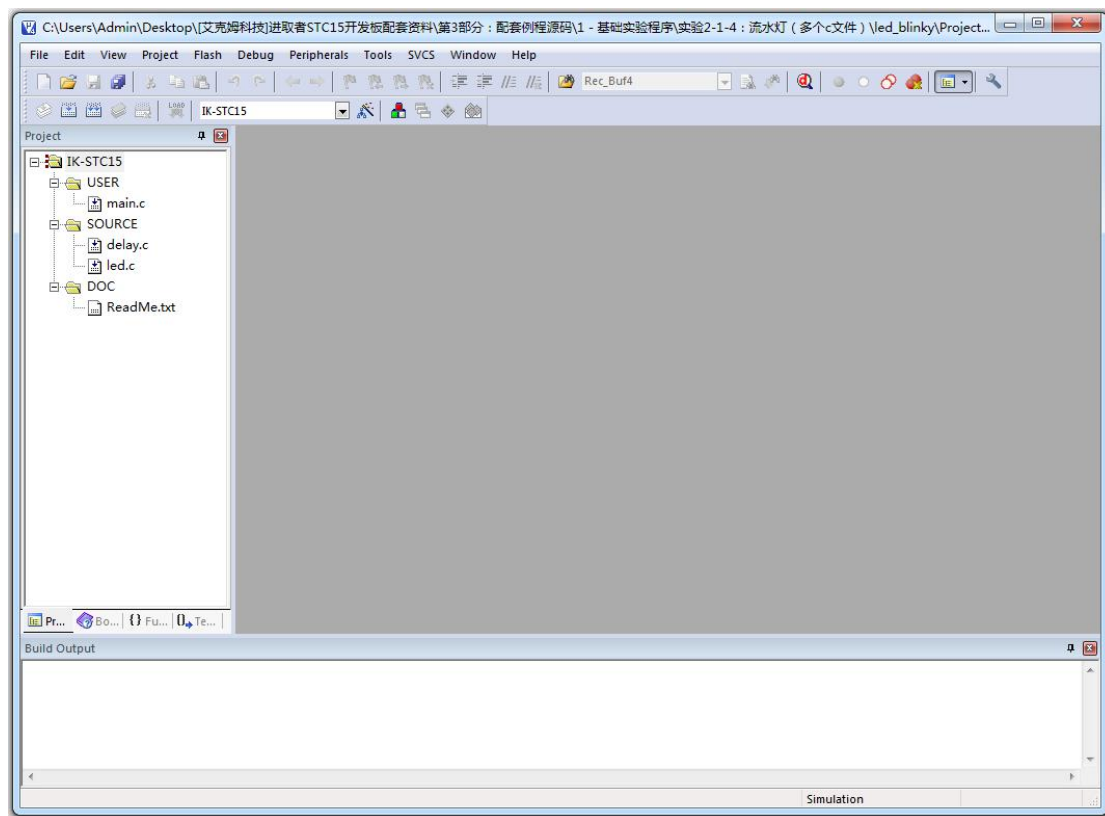 C:\Users\Admin\Desktop\[艾克姆科技]进取者STC15开发板配套资料\第3部分：配套例程源码\1 - 基础实验程序\实验2-1-4：流水灯（多个c文件）\led_blinky\Project...
File Edit View Project Flash Debug Peripherals Tools SVCS Window Help
Rec_Buf4
LOAD IK-STC15
Project
IK-STC15
USER
main.c
SOURCE
delay.c
led.c
DOC
ReadMe.txt
Pr... Bo... {} Fu... 0 Te...
Build Output
Simulation